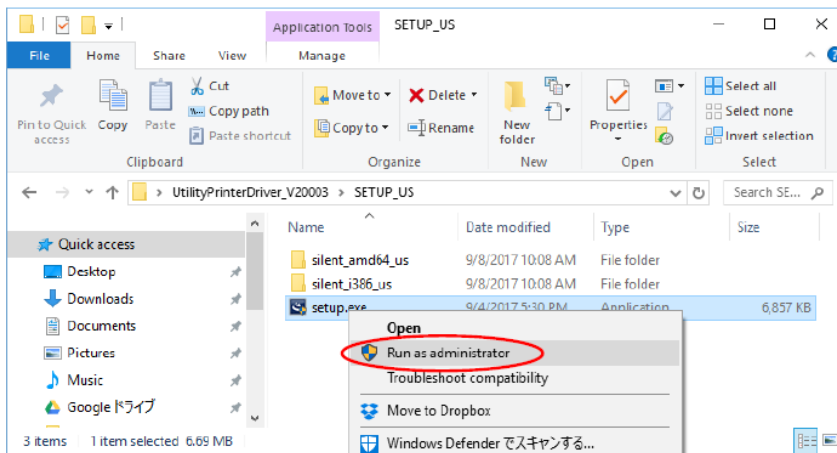 Application Tools SETUP_US
File Home Share View Manage
Pin to Quick access
Copy
Paste
Cut
Copy path
Paste shortcut
Clipboard
Move to
Copy to
Delete
Rename
Organize
New folder
New
Properties
Open
Select all
Select none
Invert selection
Select
UtilityPrinterDriver_V20003 > SETUP_US
Search SE...
Name Date modified Type Size
Quick access
Desktop
Downloads
Documents
Pictures
Music
Google ドライブ
silent_amd64_us 9/8/2017 10:08 AM File folder
silent_i386_us 9/8/2017 10:08 AM File folder
setup.exe 9/4/2017 5:30 PM Application 6,857 KB
Open
Run as administrator
Troubleshoot compatibility
Move to Dropbox
Windows Defender でスキャンする...
3 items 1 item selected 6.69 MB